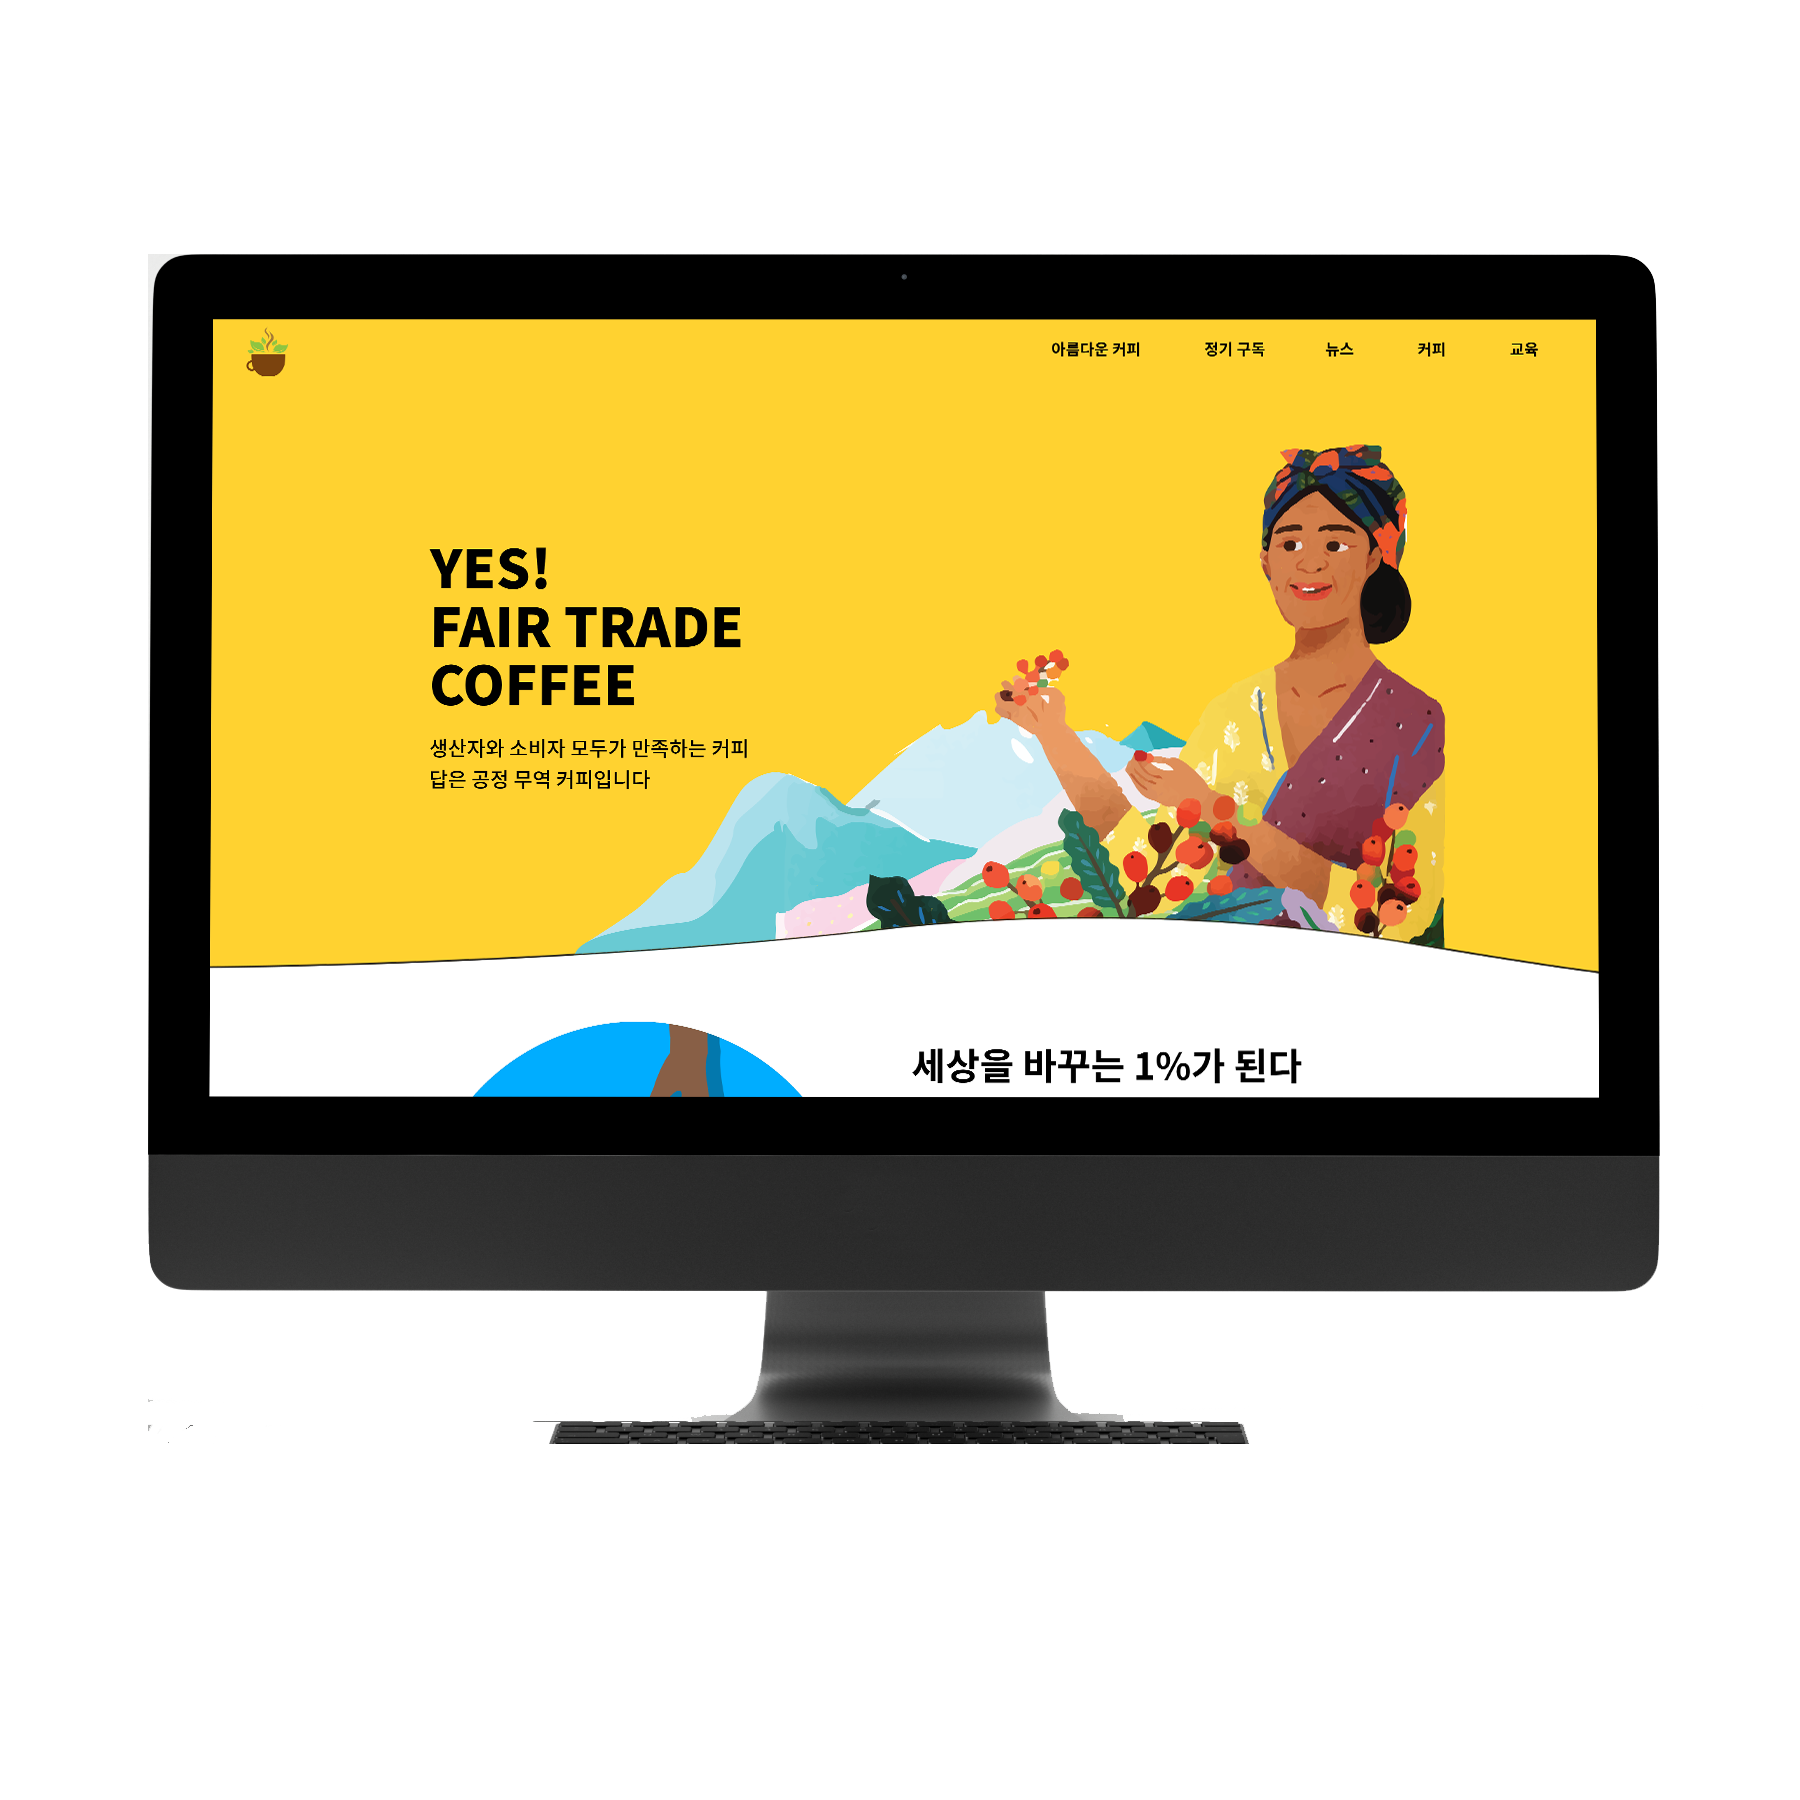 아름다운 커피 정기 구독 뉴스 커피 교육
YES!
FAIR TRADE
COFFEE
생산자와 소비자 모두가 만족하는 커피
답은 공정 무역 커피입니다
세상을 바꾸는 1%가 된다